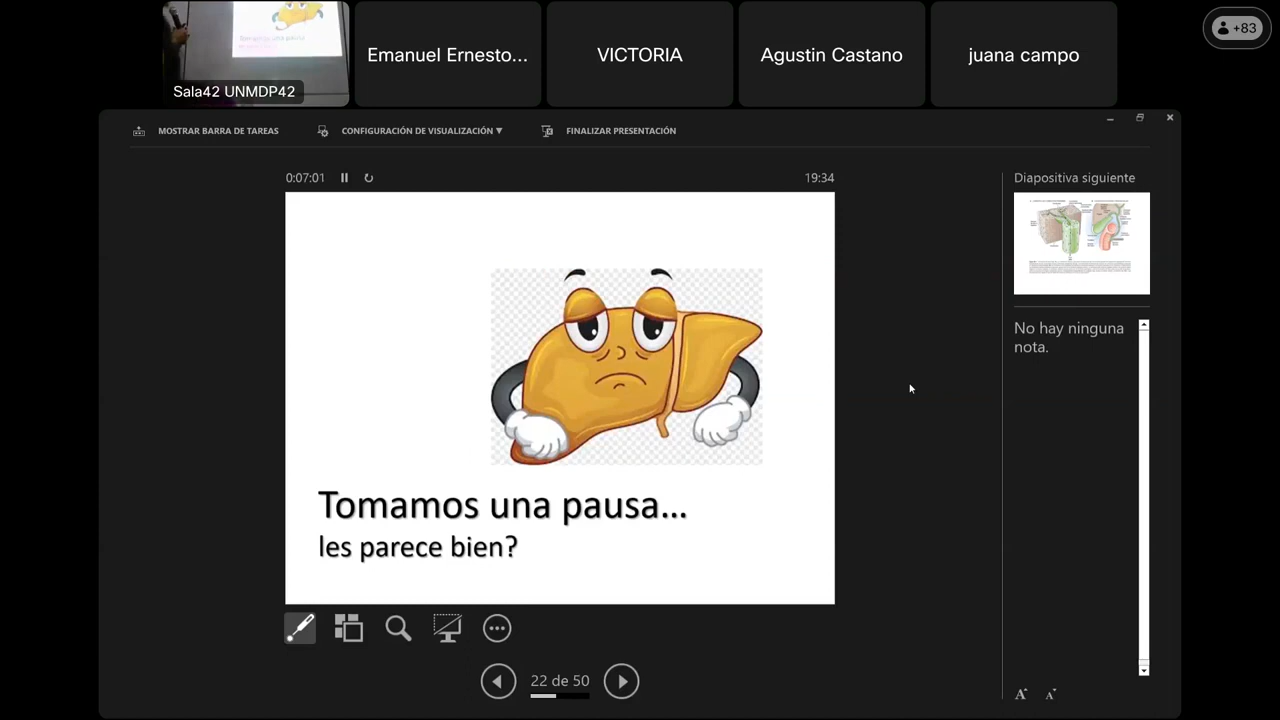 Sala42 UNMDP42
Emanuel Ernesto...
VICTORIA
Agustin Castano
juana campo
+83
MOSTRAR BARRA DE TAREAS
CONFIGURACIÓN DE VISUALIZACIÓN
FINALIZAR PRESENTACIÓN
0:07:01
19:34
Diapositiva siguiente
Tomamos una pausa...
les parece bien?
No hay ninguna
nota.
22 de 50